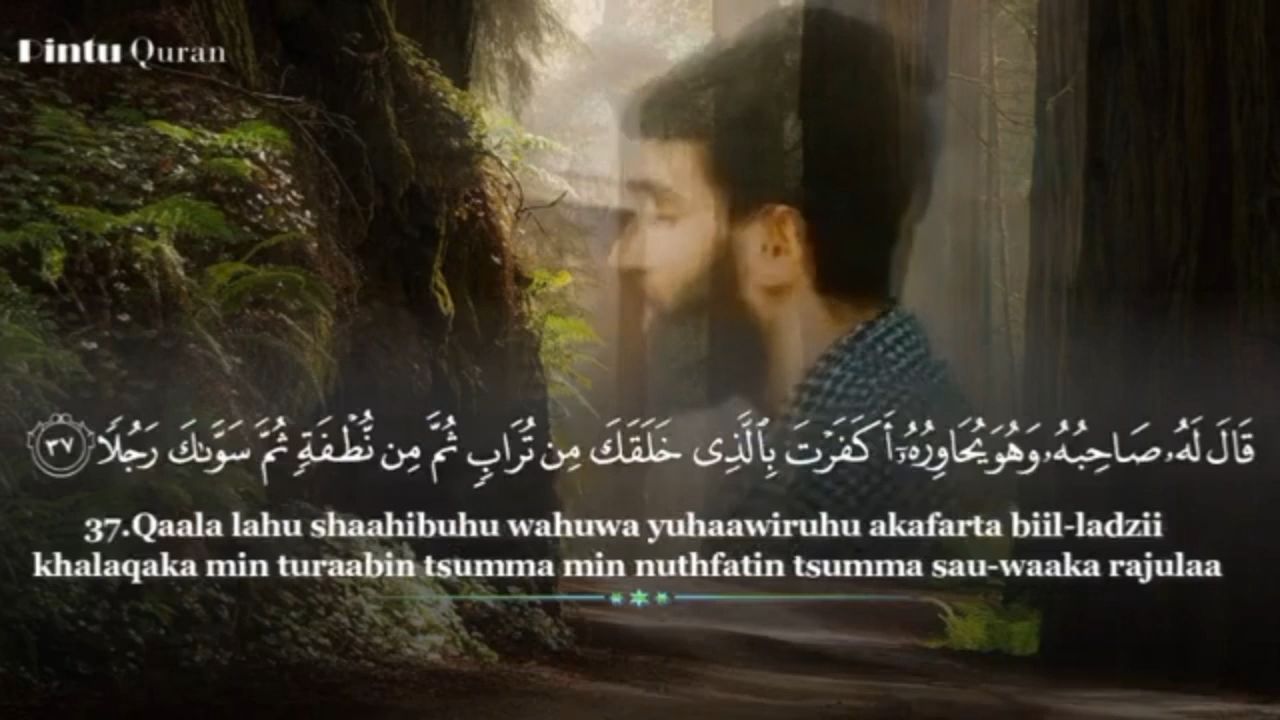 Pintu Quran
قَالَ لَهُۥ صَاحِبُهُۥ وَهُوَ يُحَاوِرُهُۥٓ أَكَفَرْتَ بِٱلَّذِى خَلَقَكَ مِن تُرَابٍ ثُمَّ مِن نُّطْفَةٍ ثُمَّ سَوَّىٰكَ رَجُلًا ٣٧
37.Qaala lahu shaahibuhu wahuwa yuhaawiruhu akafarta biil-ladzii
khalaqaka min turaabin tsumma min nuthfatin tsumma sau-waaka rajulaa